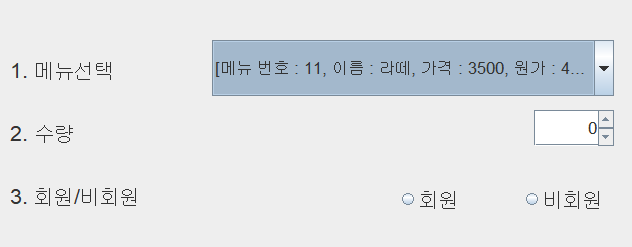 1. 메뉴선택 [메뉴 번호 : 11, 이름 : 라떼, 가격 : 3500, 원가 : 4...
2. 수량 0
3. 회원/비회원 회원 비회원